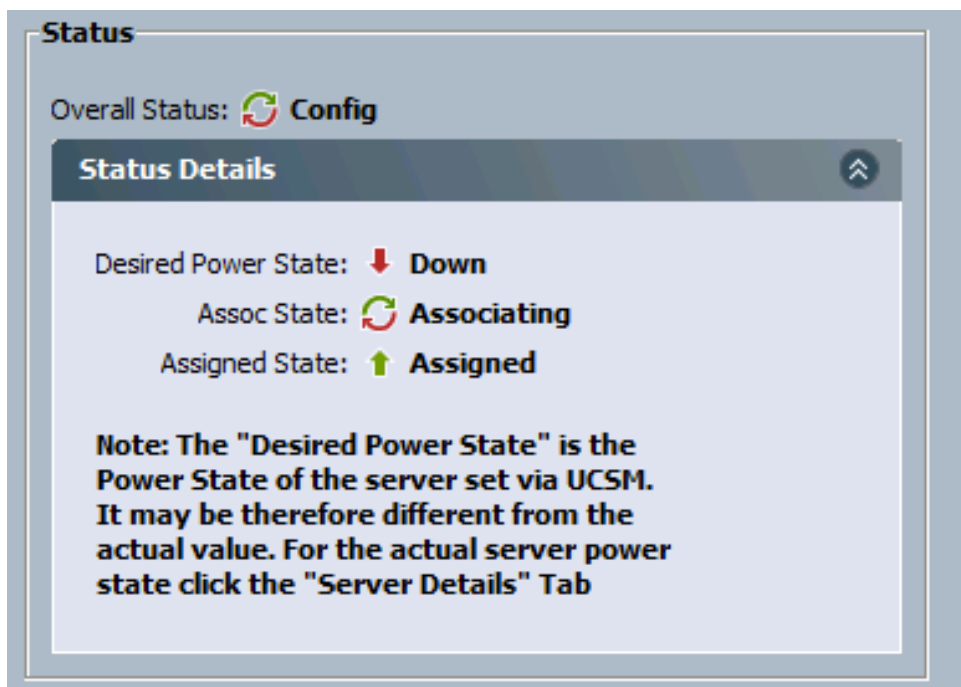 Status
Overall Status: Config
Status Details
Desired Power State: Down
Assoc State: Associating
Assigned State: Assigned
Note: The "Desired Power State" is the
Power State of the server set via UCSM.
It may be therefore different from the
actual value. For the actual server power
state click the "Server Details" Tab